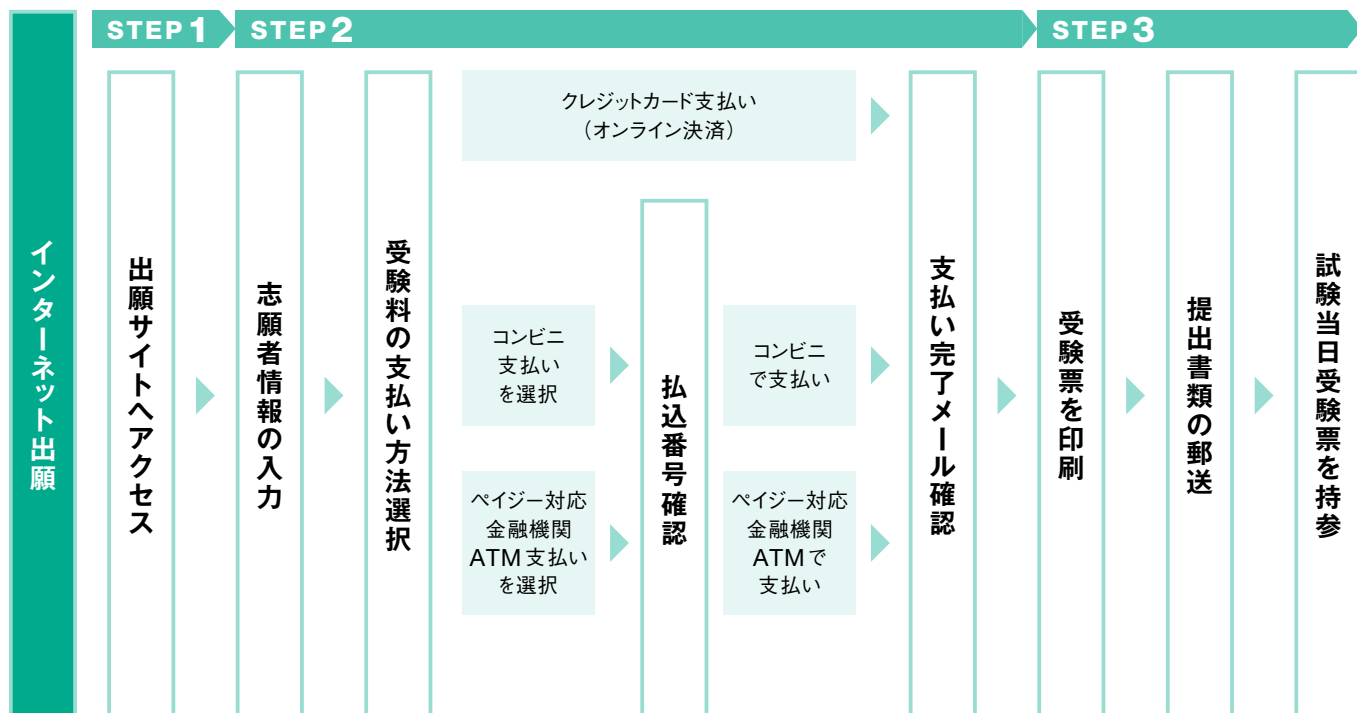 インターネット出願
STEP 1
STEP 2
STEP 3
出願サイトへアクセス
志願者情報の入力
受験料の支払い方法選択
クレジットカード支払い
（オンライン決済）
コンビニ
支払い
を選択
ペイジー対応
金融機関
ATM支払い
を選択
払込番号確認
コンビニ
で支払い
ペイジー対応
金融機関
ATMで
支払い
支払い完了メール確認
受験票を印刷
提出書類の郵送
試験当日受験票を持参